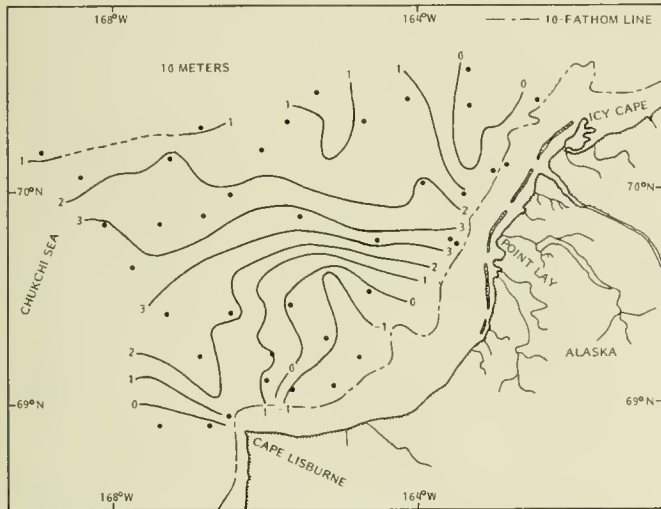 168°W
164°W
10-FATHOM LINE
10 METERS
0
1
1
0
1
1
ICY CAPE
1
70°N
70°N
2
2
3
3
CHUKCHI SEA
POINT LAY
3
2
1
3
0
-1
ALASKA
2
1
0
0
69°N
69°N
1
-1
CAPE LISBURNE
168°W
164°W